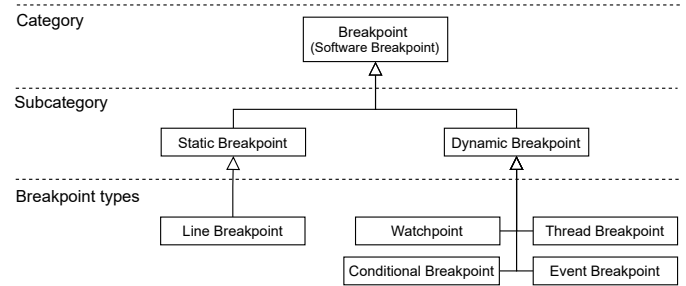 Category
Breakpoint
(Software Breakpoint)
Subcategory
Static Breakpoint
Dynamic Breakpoint
Breakpoint types
Line Breakpoint
Watchpoint
Thread Breakpoint
Conditional Breakpoint
Event Breakpoint